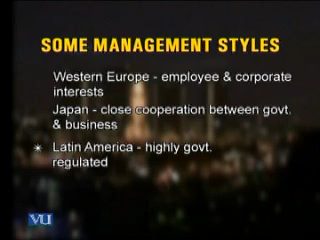 SOME MANAGEMENT STYLES
Western Europe - employee & corporate
interests
Japan - close cooperation between govt.
& business
✶ Latin America - highly govt.
regulated
VU